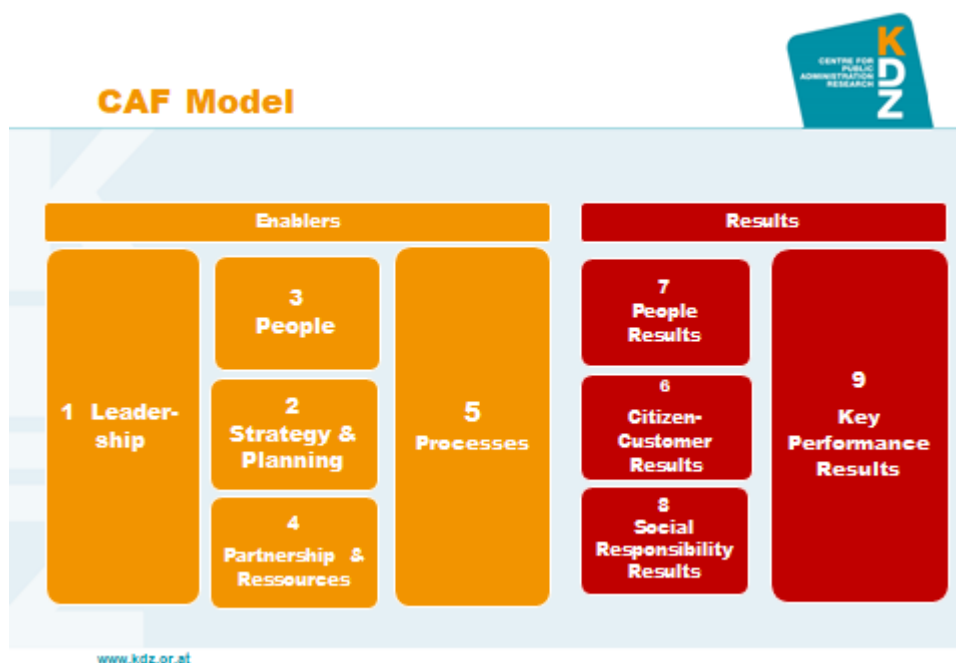 CAF Model
CENTRE FOR
PUBLIC
ADMINISTRATION
RESEARCH
KDZ
Enablers
Results
1 Leader-
ship
3
People
2
Strategy &
Planning
4
Partnership &
Ressources
5
Processes
7
People
Results
6
Citizen-
Customer
Results
8
Social
Responsibility
Results
9
Key
Performance
Results
www.kdz.or.at